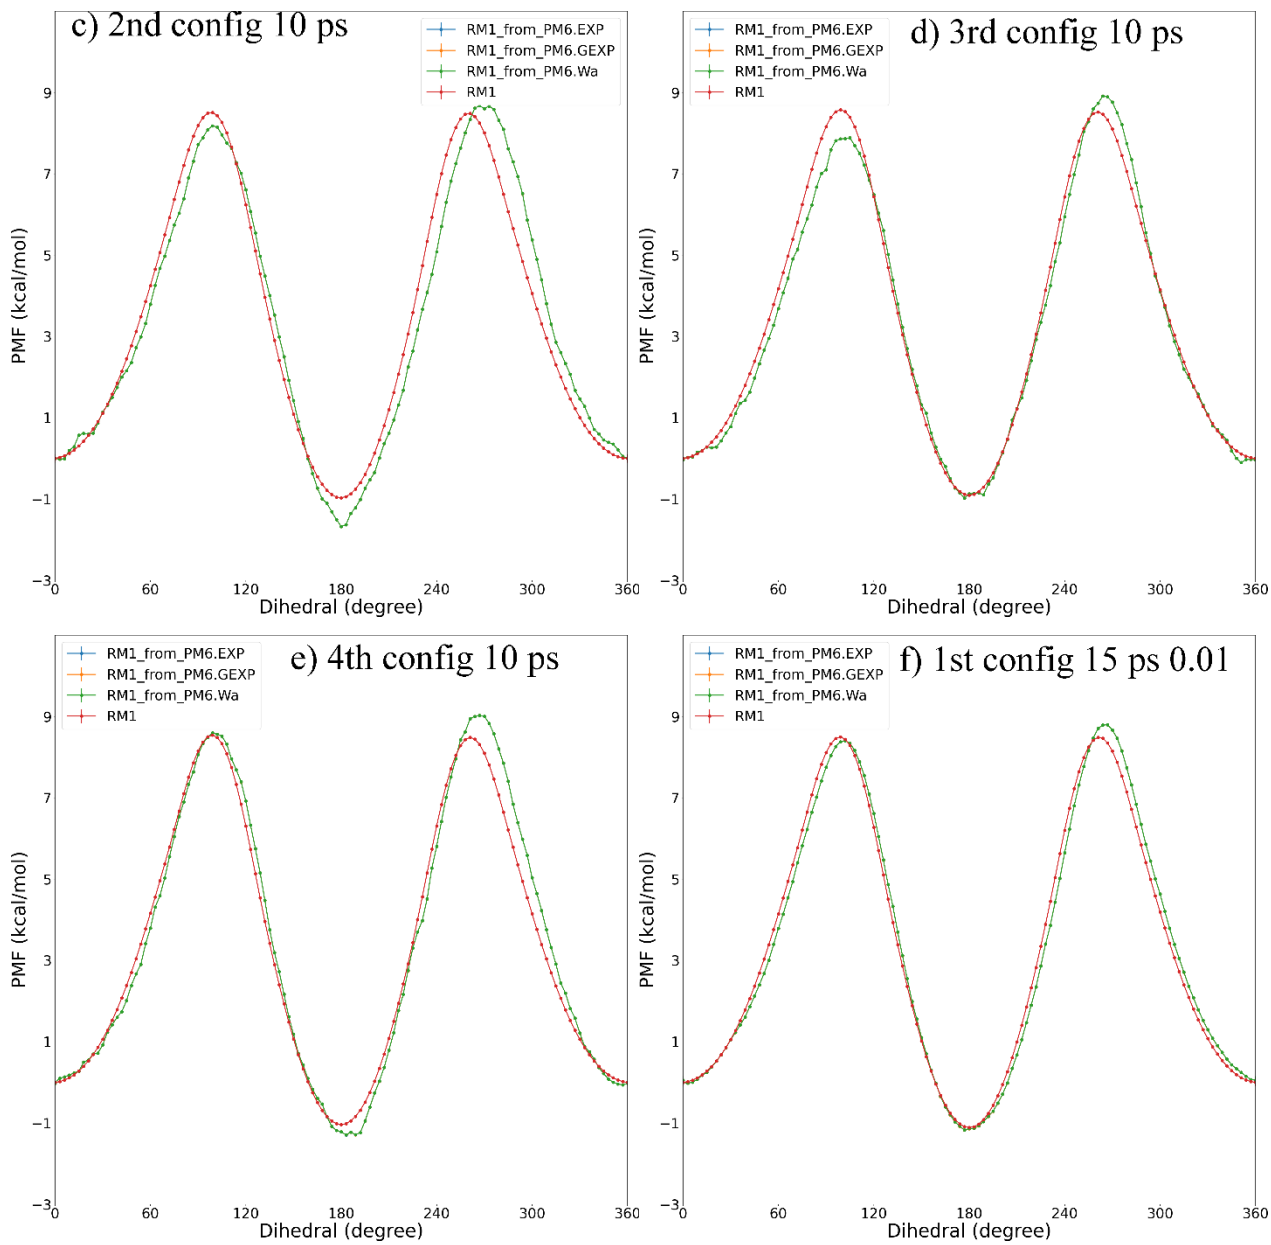 c) 2nd config 10 ps
RM1_from_PM6.EXP
RM1_from_PM6.GEXP
RM1_from_PM6.Wa
RM1
PMF (kcal/mol)
9
7
5
3
1
−1
−3
0 60 120 180 240 300 360
Dihedral (degree)
d) 3rd config 10 ps
RM1_from_PM6.EXP
RM1_from_PM6.GEXP
RM1_from_PM6.Wa
RM1
PMF (kcal/mol)
9
7
5
3
1
−1
−3
0 60 120 180 240 300 360
Dihedral (degree)
e) 4th config 10 ps
RM1_from_PM6.EXP
RM1_from_PM6.GEXP
RM1_from_PM6.Wa
RM1
PMF (kcal/mol)
9
7
5
3
1
−1
−3
0 60 120 180 240 300 360
Dihedral (degree)
f) 1st config 15 ps 0.01
RM1_from_PM6.EXP
RM1_from_PM6.GEXP
RM1_from_PM6.Wa
RM1
PMF (kcal/mol)
9
7
5
3
1
−1
−3
0 60 120 180 240 300 360
Dihedral (degree)